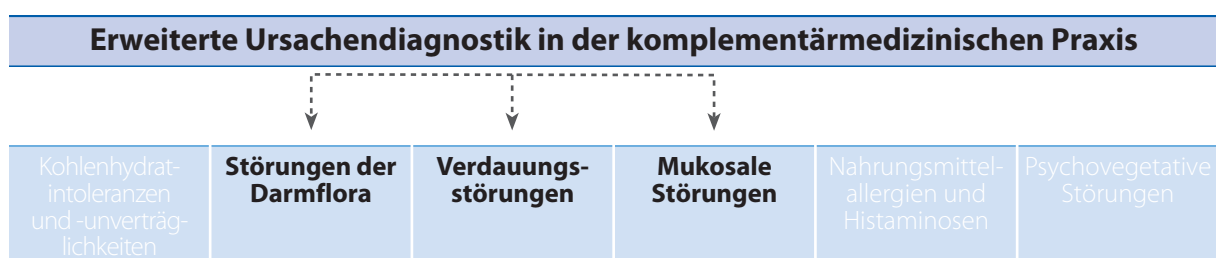 Erweiterte Ursachendiagnostik in der komplementärmedizinischen Praxis
Kohlenhydrat-
intoleranzen
und -unverträg-
lichkeiten
Störungen der
Darmflora
Verdauungs-
störungen
Mukosale
Störungen
Nahrungsmittel-
allergien und
Histaminosen
Psychovegetative
Störungen